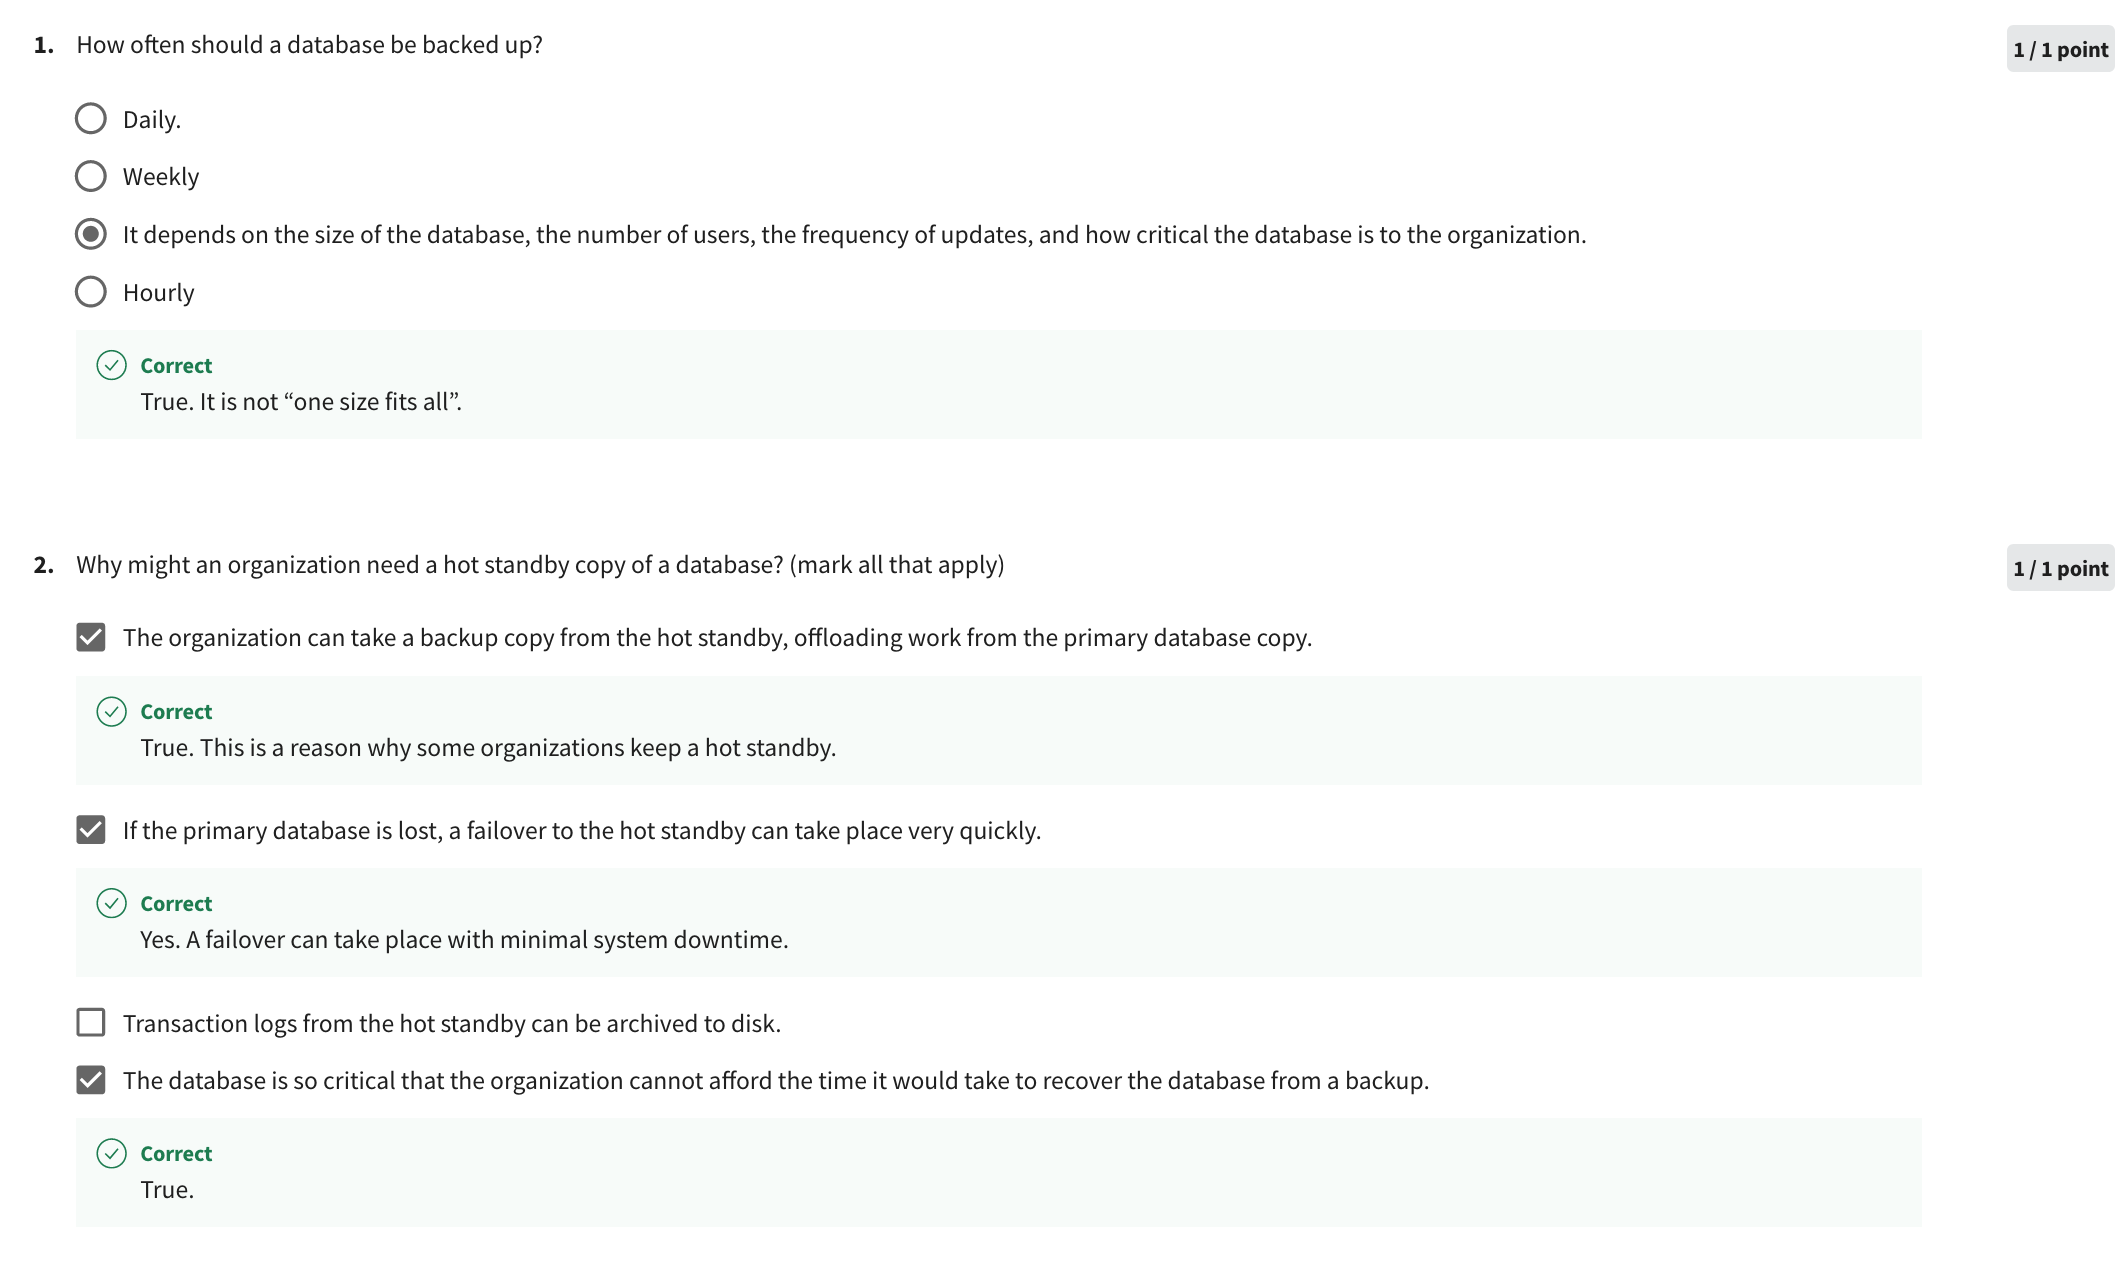 1. How often should a database be backed up?
1 / 1 point
Daily.
Weekly
It depends on the size of the database, the number of users, the frequency of updates, and how critical the database is to the organization.
Hourly
Correct
True. It is not “one size fits all”.
2. Why might an organization need a hot standby copy of a database? (mark all that apply)
1 / 1 point
The organization can take a backup copy from the hot standby, offloading work from the primary database copy.
Correct
True. This is a reason why some organizations keep a hot standby.
If the primary database is lost, a failover to the hot standby can take place very quickly.
Correct
Yes. A failover can take place with minimal system downtime.
Transaction logs from the hot standby can be archived to disk.
The database is so critical that the organization cannot afford the time it would take to recover the database from a backup.
Correct
True.